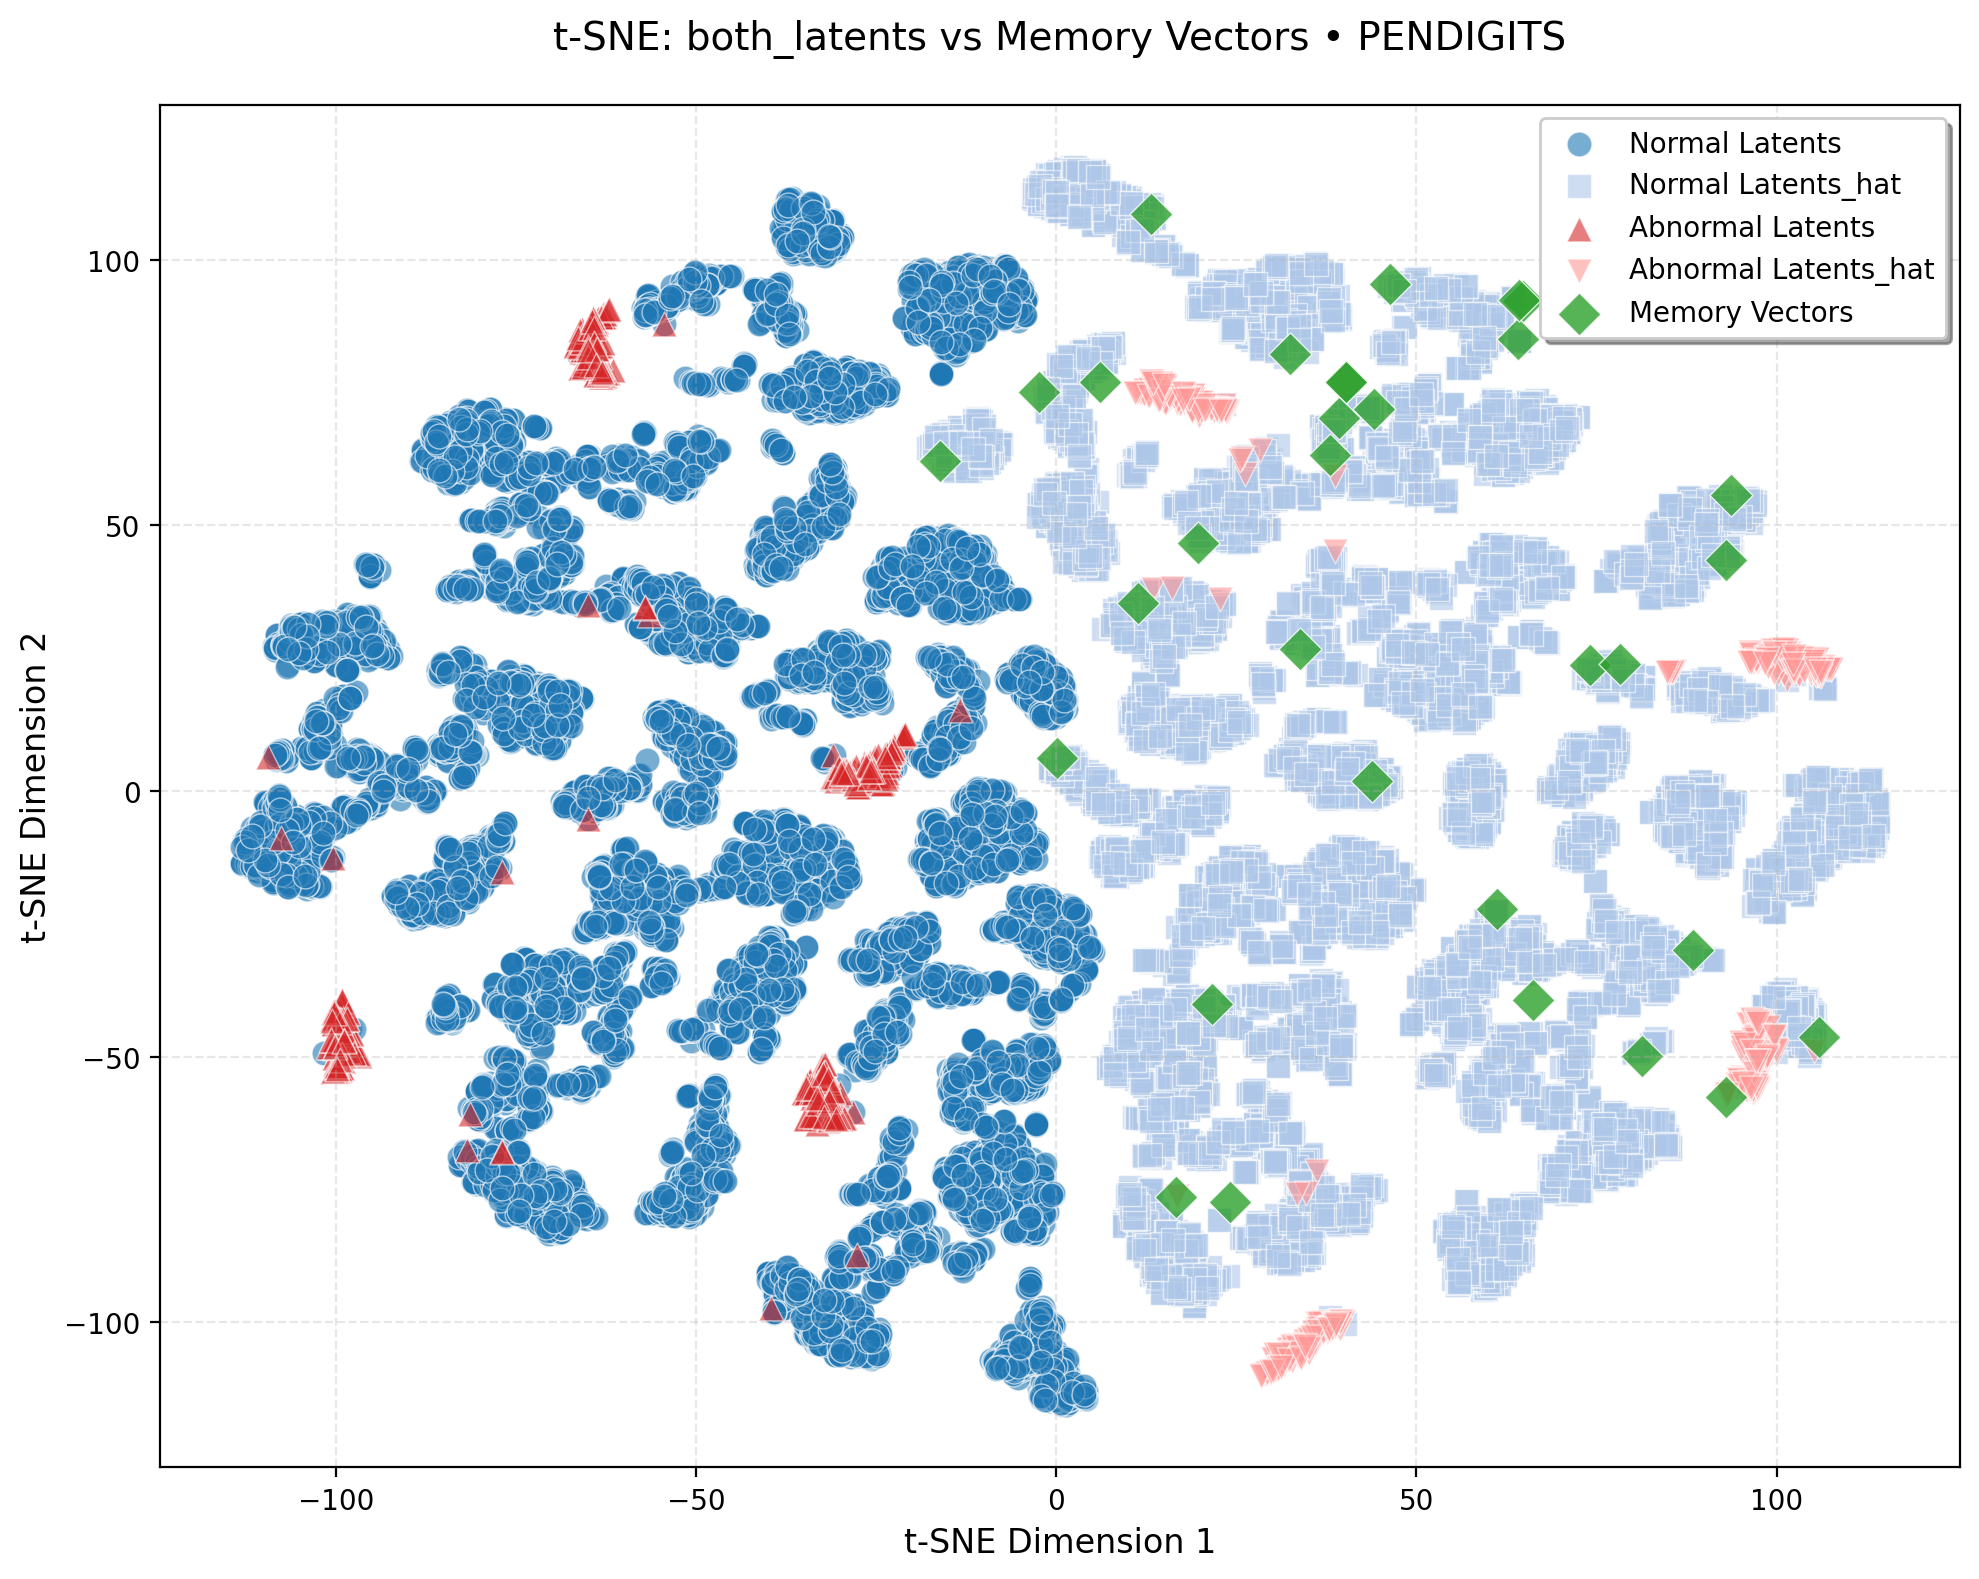 t-SNE: both_latents vs Memory Vectors • PENDIGITS
Normal Latents
Normal Latents_hat
Abnormal Latents
Abnormal Latents_hat
Memory Vectors
t-SNE Dimension 2
100
50
0
−50
−100
−100
−50
0
50
100
t-SNE Dimension 1